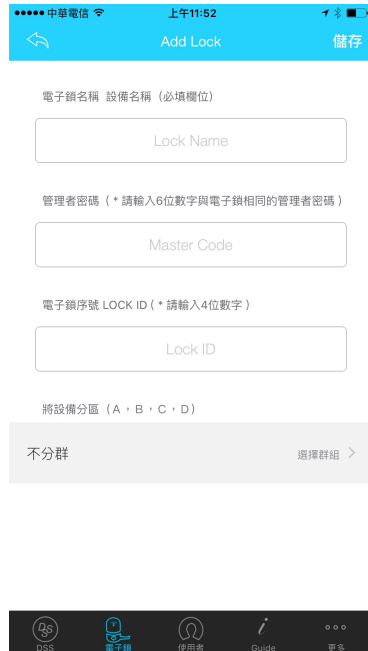 中華電信 上午11:52
Add Lock 儲存
電子鎖名稱 設備名稱（必填欄位）
Lock Name
管理者密碼（*請輸入6位數字與電子鎖相同的管理者密碼）
Master Code
電子鎖序號 LOCK ID（*請輸入4位數字）
Lock ID
將設備分區（A，B，C，D）
不分群 選擇群組
DSS 電子鎖 使用者 Guide 更多